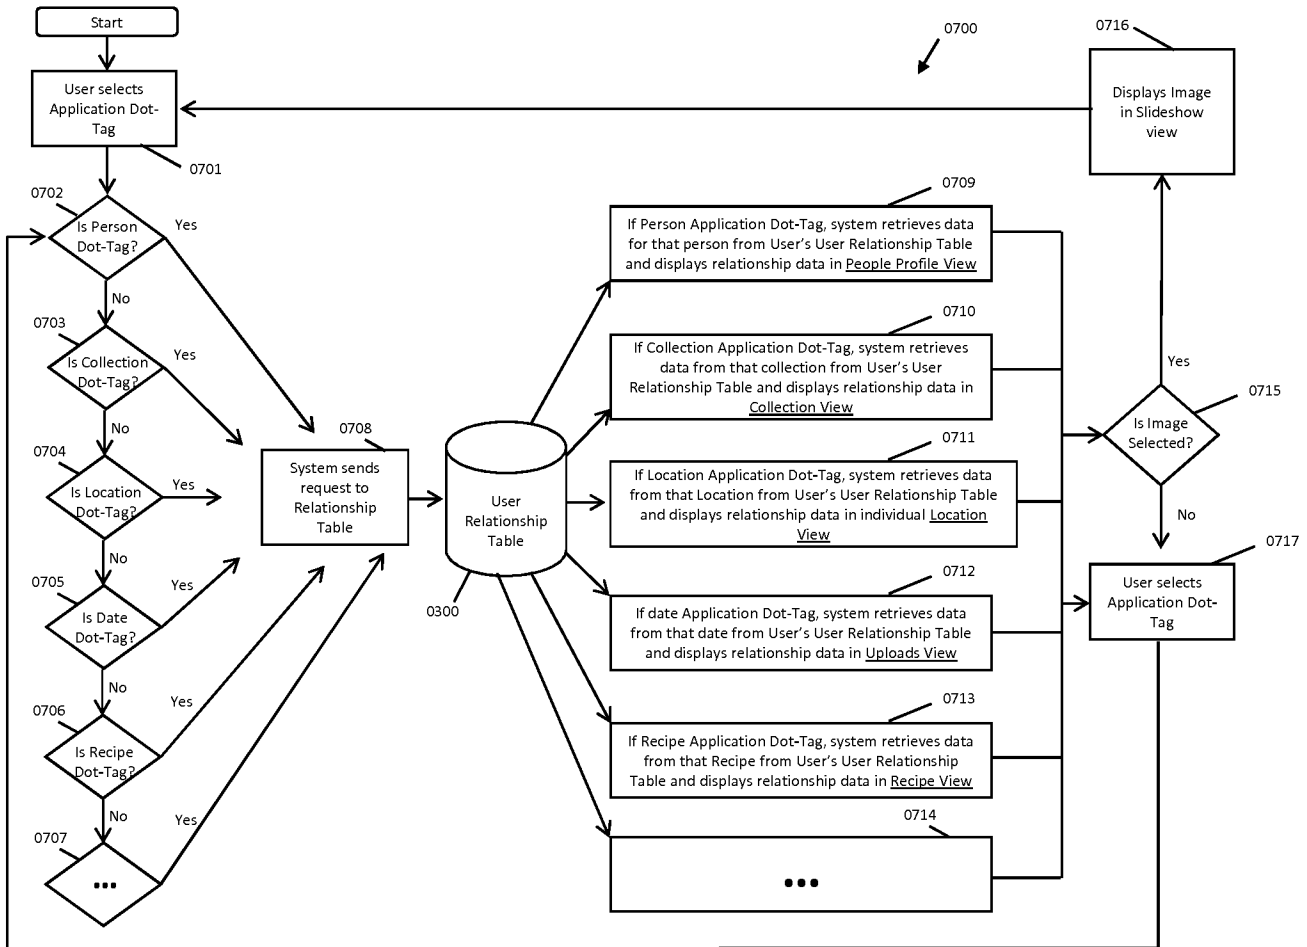 Start
0700
0716
User selects
Application Dot-
Tag
0701
Displays Image
in Slideshow
view
0702
Is Person
Dot-Tag?
Yes
No
0703
Is Collection
Dot-Tag?
Yes
No
0704
Is Location
Dot-Tag?
Yes
No
0705
Is Date
Dot-Tag?
Yes
No
0706
Is Recipe
Dot-Tag?
Yes
No
0707
...
Yes
0708
System sends
request to
Relationship
Table
User
Relationship
Table
0300
0709
If Person Application Dot-Tag, system retrieves data
for that person from User's User Relationship Table
and displays relationship data in People Profile View
0710
If Collection Application Dot-Tag, system retrieves
data from that collection from User's User
Relationship Table and displays relationship data in
Collection View
0711
If Location Application Dot-Tag, system retrieves data
from that Location from User's User Relationship Table
and displays relationship data in individual Location
View
0712
If date Application Dot-Tag, system retrieves data
from that date from User's User Relationship Table
and displays relationship data in Uploads View
0713
If Recipe Application Dot-Tag, system retrieves data
from that Recipe from User's User Relationship
Table and displays relationship data in Recipe View
0714
...
Yes
0715
Is Image
Selected?
No
0717
User selects
Application Dot-
Tag